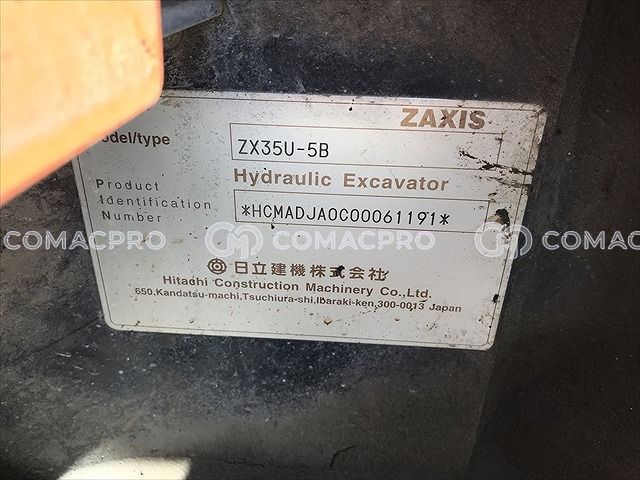 ZAXIS
Model/type
ZX35U-5B
Hydraulic Excavator
Product
Identification
Number
*HCMADJA0C00061191*
COMACPRO COMACPRO COMACPRO
日立建機株式会社
Hitachi Construction Machinery Co.,Ltd.
650,Kandatsu-machi,Tsuchiura-shi,Ibaraki-ken,300-0013 Japan